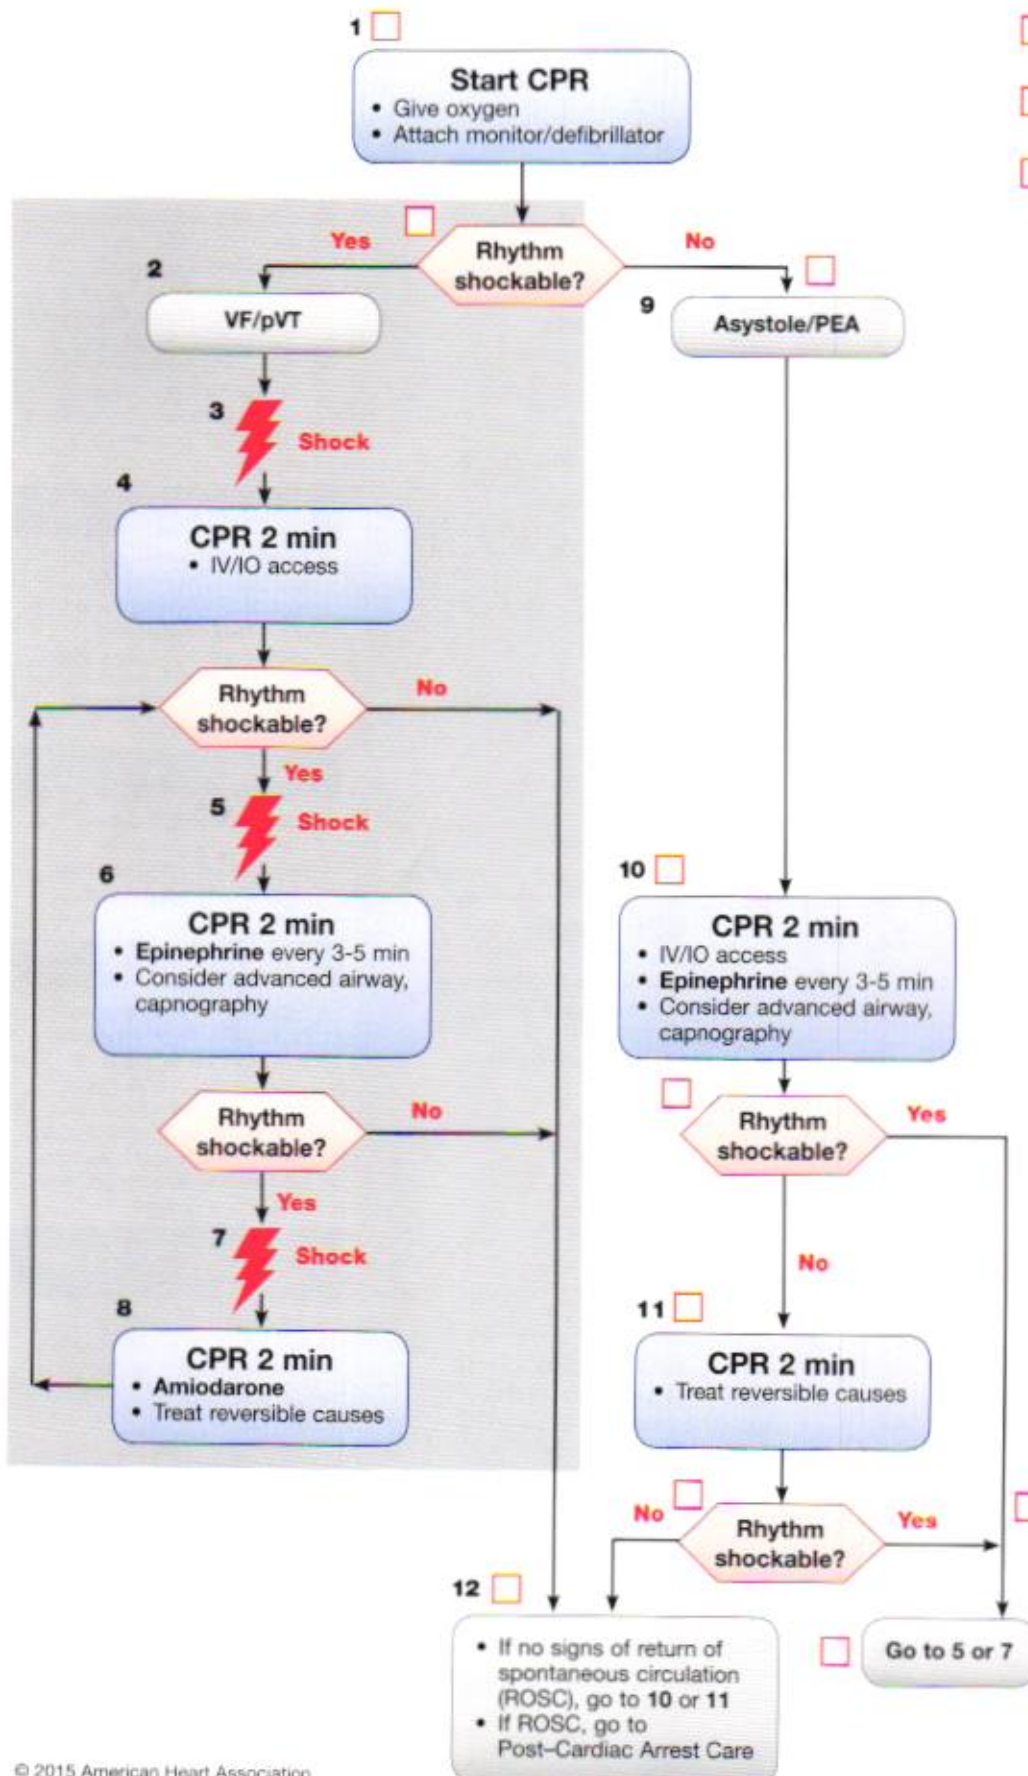 1
Start CPR
• Give oxygen
• Attach monitor/defibrillator
Rhythm
shockable?
Yes
No
2
VF/pVT
9
Asystole/PEA
3
Shock
4
CPR 2 min
• IV/IO access
Rhythm
shockable?
No
Yes
5
Shock
6
CPR 2 min
• Epinephrine every 3-5 min
• Consider advanced airway,
capnography
10
CPR 2 min
• IV/IO access
• Epinephrine every 3-5 min
• Consider advanced airway,
capnography
Rhythm
shockable?
No
Yes
Rhythm
shockable?
Yes
No
7
Shock
8
CPR 2 min
• Amiodarone
• Treat reversible causes
11
CPR 2 min
• Treat reversible causes
Rhythm
shockable?
No
Yes
12
• If no signs of return of
spontaneous circulation
(ROSC), go to 10 or 11
• If ROSC, go to
Post–Cardiac Arrest Care
Go to 5 or 7
© 2015 American Heart Association